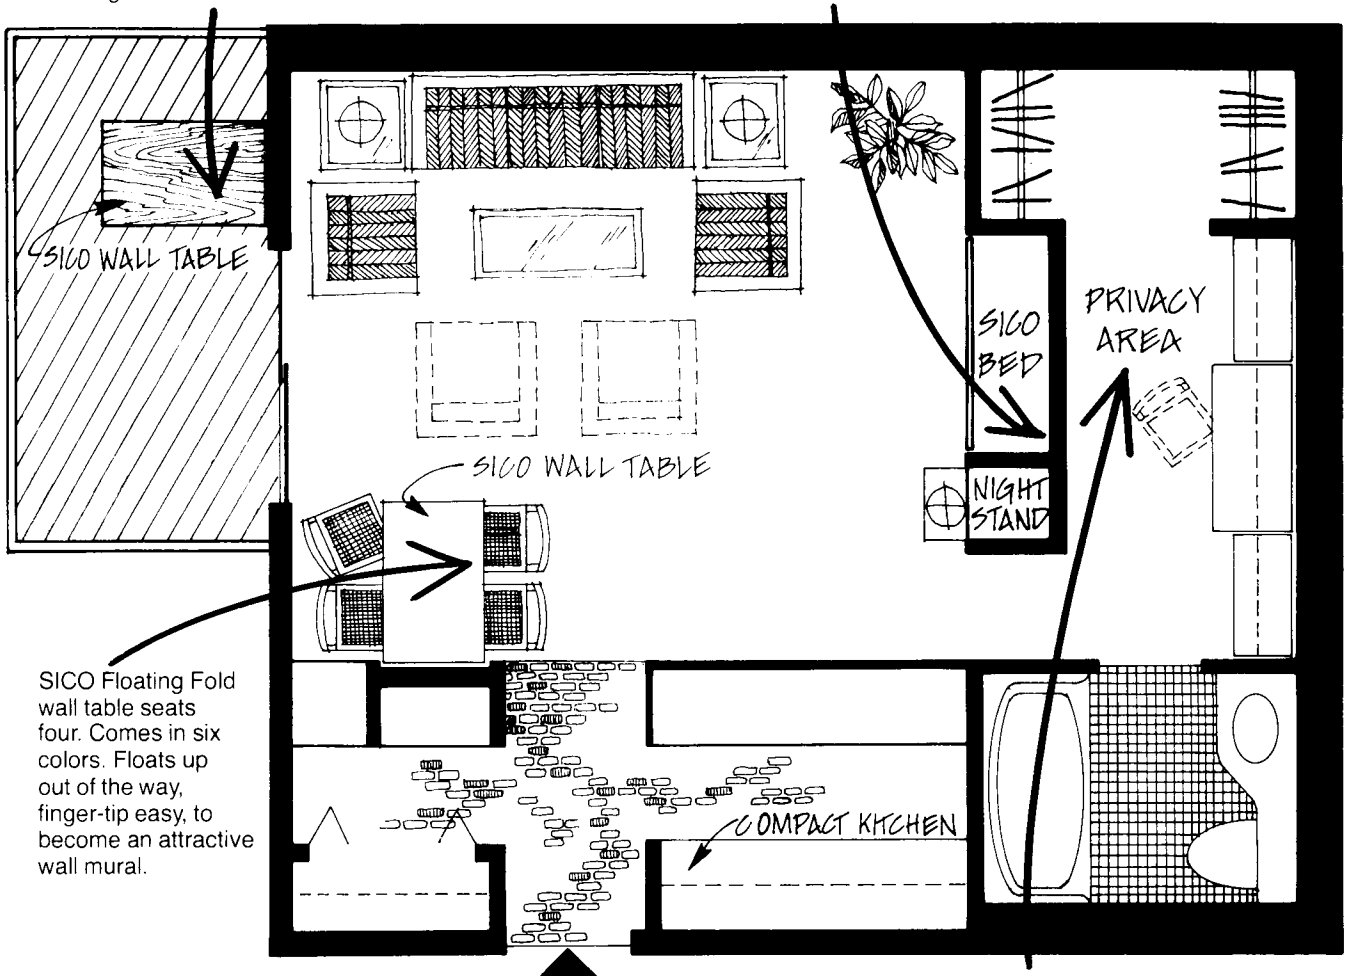 SICO WALL TABLE
SICO
BED
PRIVACY
AREA
SICO WALL TABLE
NIGHT
STAND
SICO Floating Fold
wall table seats
four. Comes in six
colors. Floats up
out of the way,
finger-tip easy, to
become an attractive
wall mural.
COMPACT KITCHEN